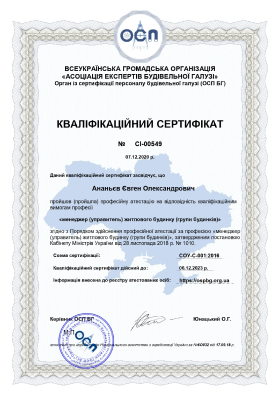 ОСП
ВСЕУКРАЇНСЬКА ГРОМАДСЬКА ОРГАНІЗАЦІЯ
«АСОЦІАЦІЯ ЕКСПЕРТІВ БУДІВЕЛЬНОЇ ГАЛУЗІ»
Орган із сертифікації персоналу будівельної галузі (ОСП БГ)
КВАЛІФІКАЦІЙНИЙ СЕРТИФІКАТ
№ СІ-00549
07.12.2020 р.
Даний кваліфікаційний сертифікат засвідчує, що
Ананьєв Євген Олександрович
пройшов (пройшла) професійну атестацію на відповідність кваліфікаційним
вимогам професії
«менеджер (управитель) житлового будинку (групи будинків)»
згідно з Порядком здійснення професійної атестації за професією «менеджер
(управитель) житлового будинку (групи будинків)», затвердженим постановою
Кабінету Міністрів України від 28 листопада 2018 р. № 1010.
Схема сертифікації: СОУ-С-001:2016
Кваліфікаційний сертифікат дійсний до: 06.12.2023 р.
Інформація внесена до реєстру атестованих осіб: https://ospbg.org.ua
Керівник ОСП БГ Юнацький О.Г.
М.П.
ОСП